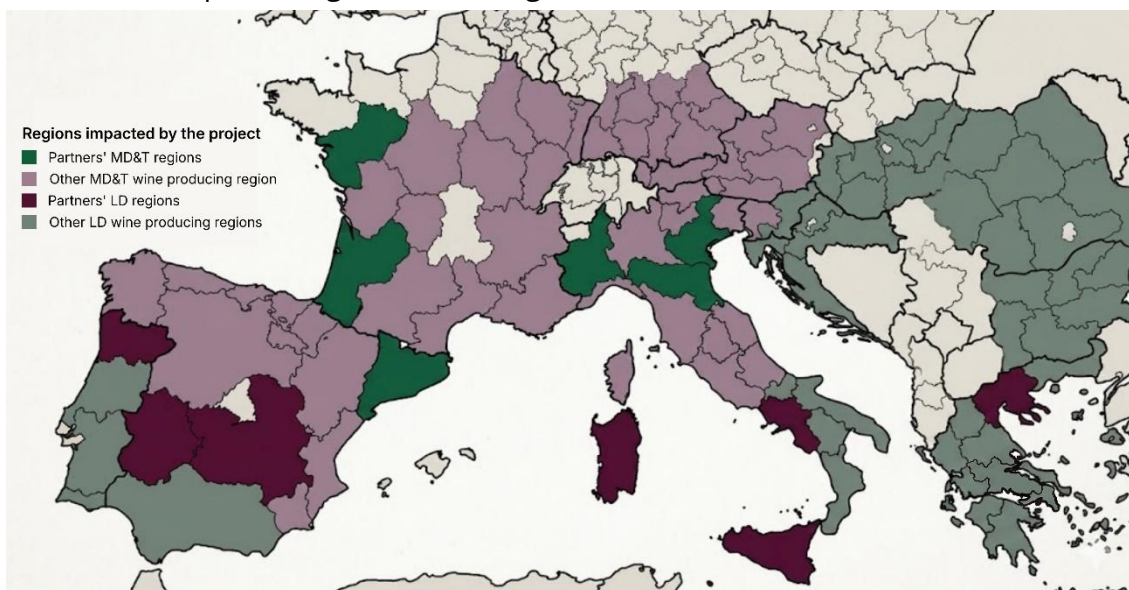 Regions impacted by the project
Partners' MD&T regions
Other MD&T wine producing region
Partners' LD regions
Other LD wine producing regions